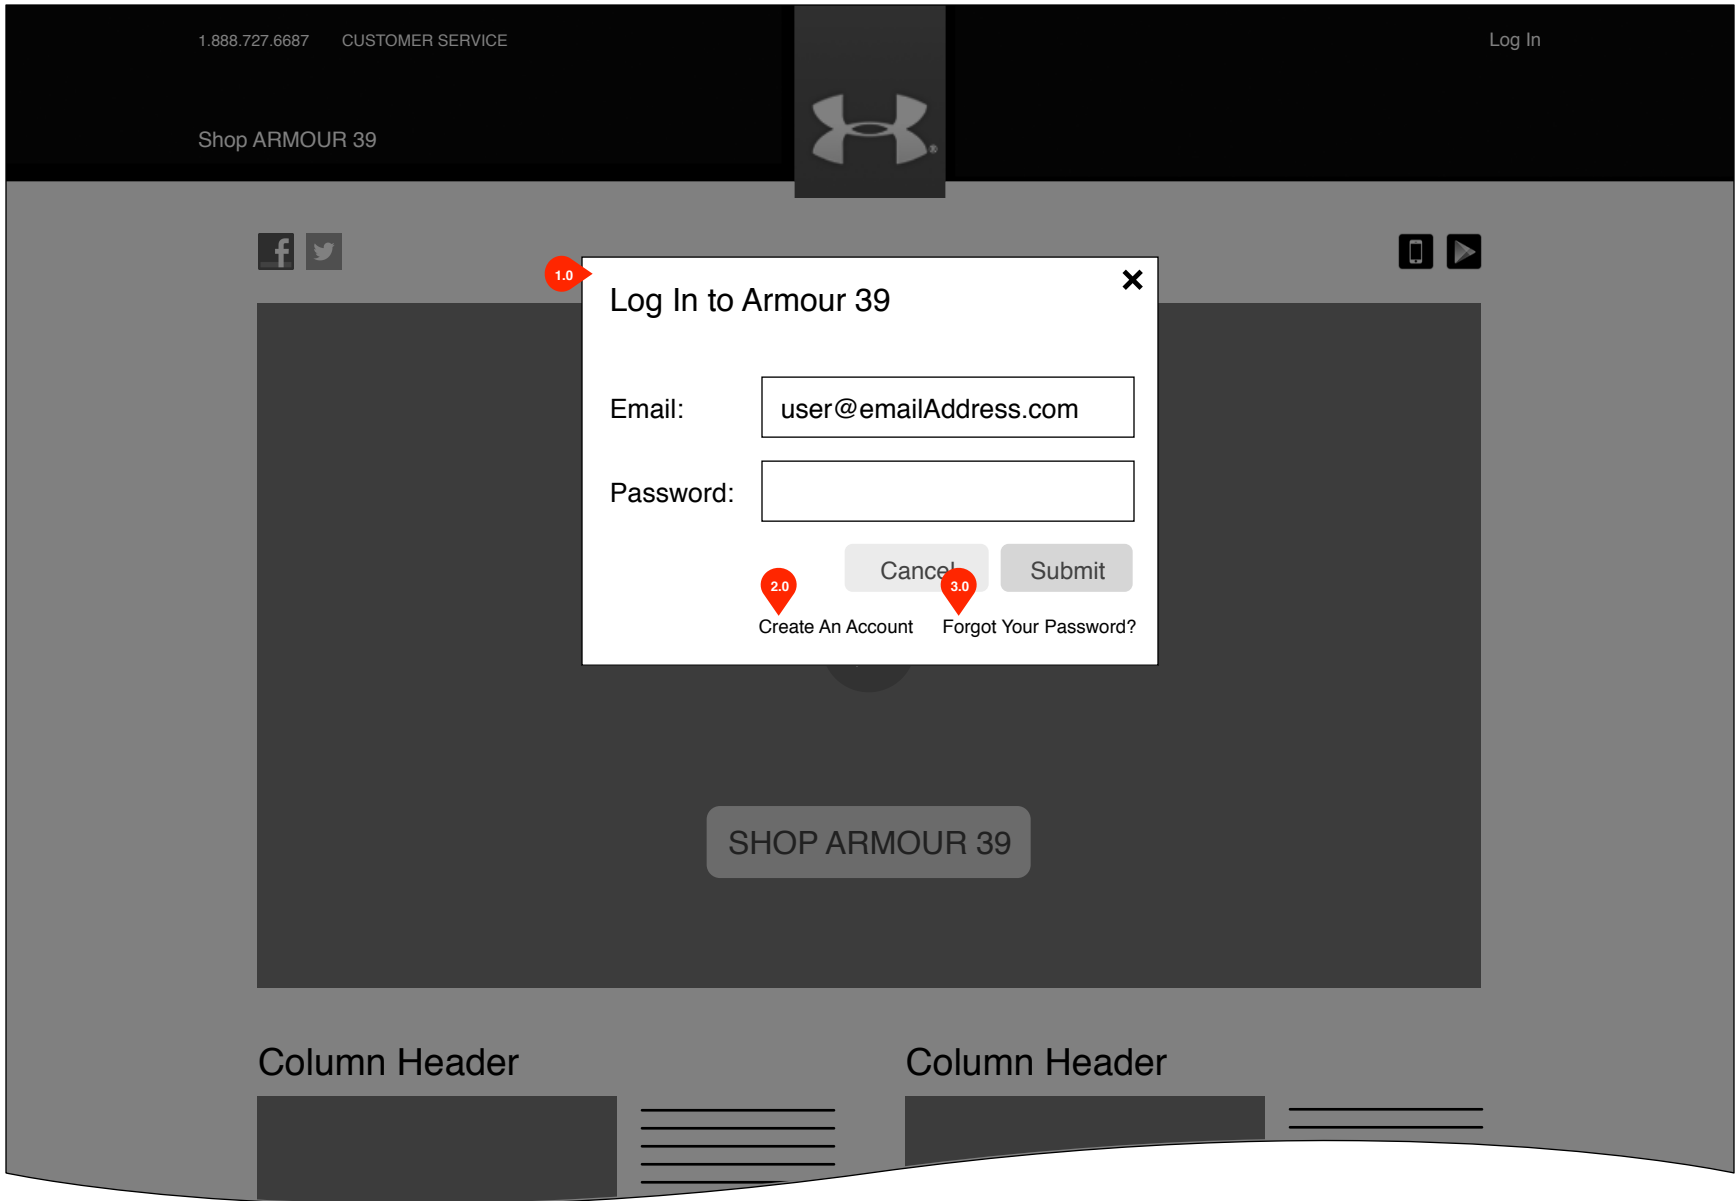 1.888.727.6687 CUSTOMER SERVICE Log In
Shop ARMOUR 39
1.0
Log In to Armour 39
Email: user@emailAddress.com
Password:
Cancel Submit
2.0 3.0
Create An Account Forgot Your Password?
SHOP ARMOUR 39
Column Header Column Header